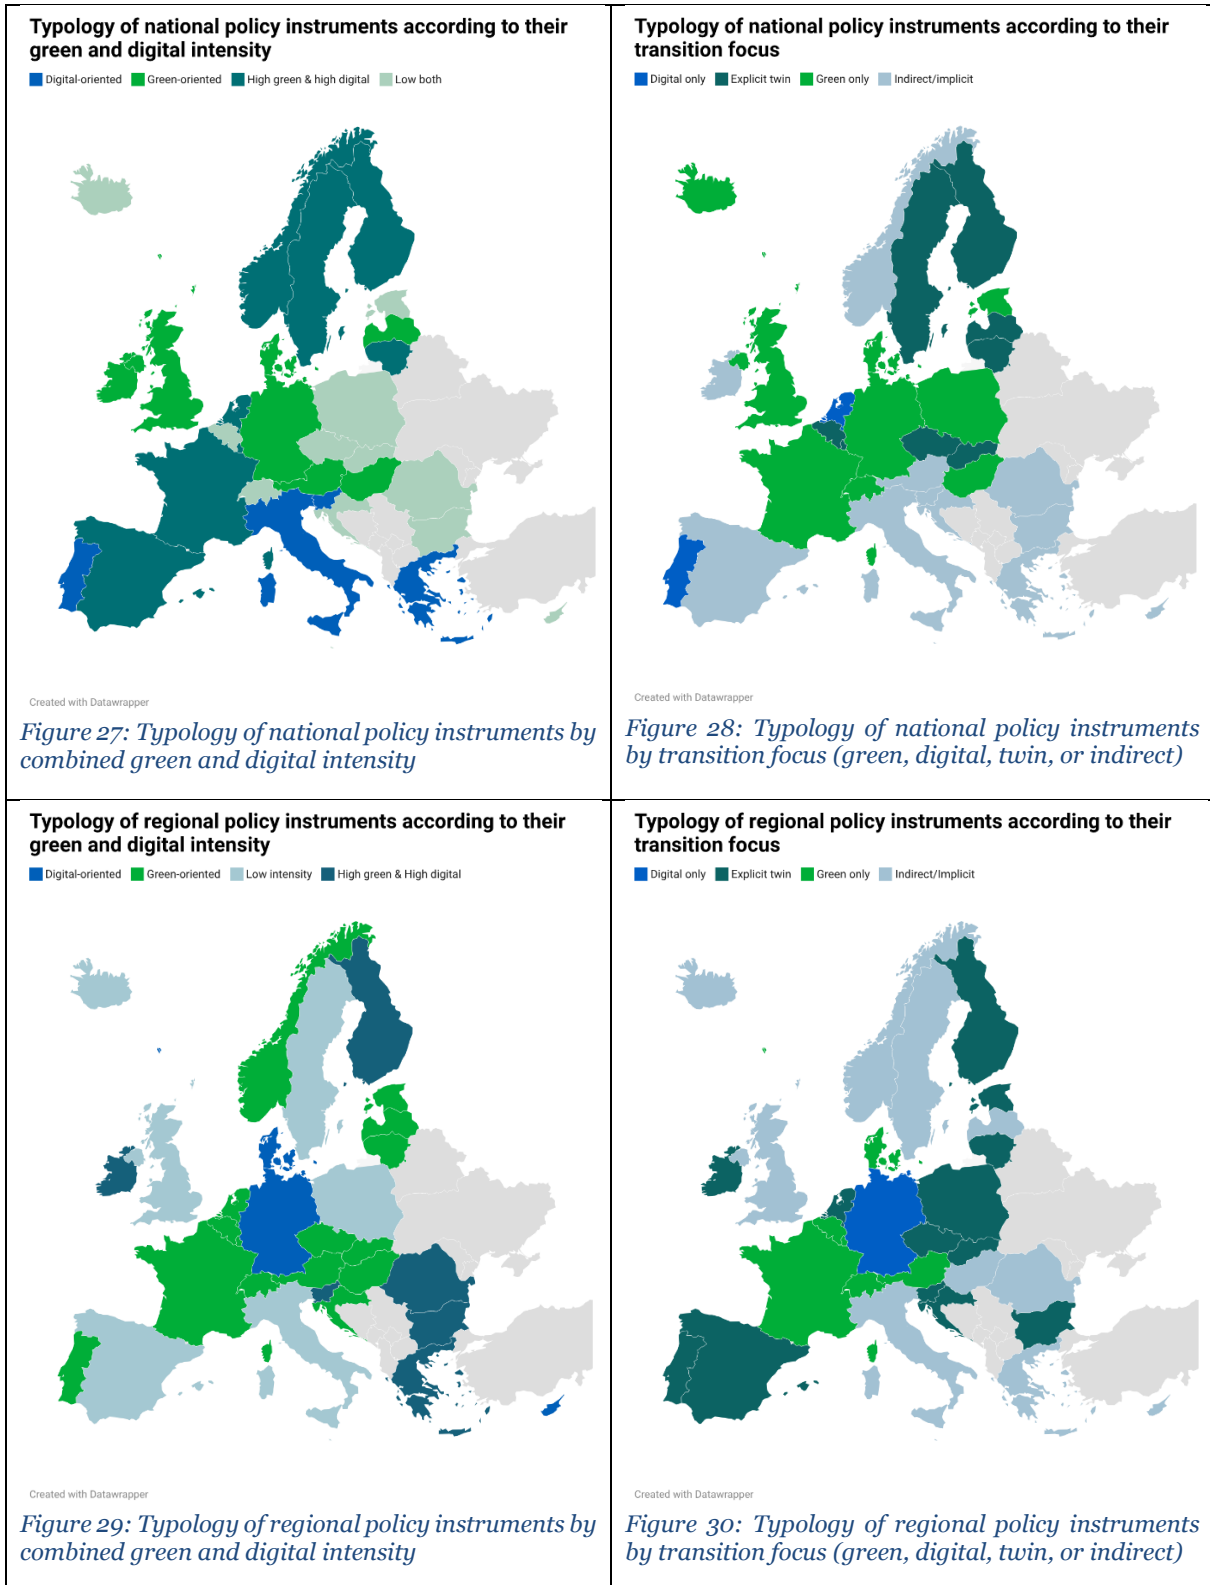 Typology of national policy instruments according to their
green and digital intensity
Digital-oriented Green-oriented High green & high digital Low both
Created with Datawrapper
Figure 27: Typology of national policy instruments by
combined green and digital intensity
Typology of national policy instruments according to their
transition focus
Digital only Explicit twin Green only Indirect/implicit
Created with Datawrapper
Figure 28: Typology of national policy instruments
by transition focus (green, digital, twin, or indirect)
Typology of regional policy instruments according to their
green and digital intensity
Digital-oriented Green-oriented Low intensity High green & High digital
Created with Datawrapper
Figure 29: Typology of regional policy instruments by
combined green and digital intensity
Typology of regional policy instruments according to their
transition focus
Digital only Explicit twin Green only Indirect/Implicit
Created with Datawrapper
Figure 30: Typology of regional policy instruments
by transition focus (green, digital, twin, or indirect)